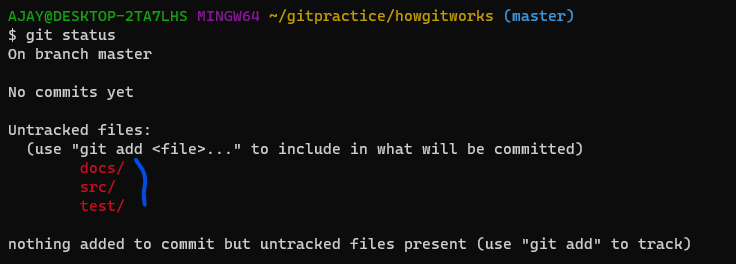 AJAY@DESKTOP-2TA7LHS MINGW64 ~/gitpractice/howgitworks (master)
$ git status
On branch master
No commits yet
Untracked files:
(use "git add <file>..." to include in what will be committed)
docs/
src/
test/
nothing added to commit but untracked files present (use "git add" to track)